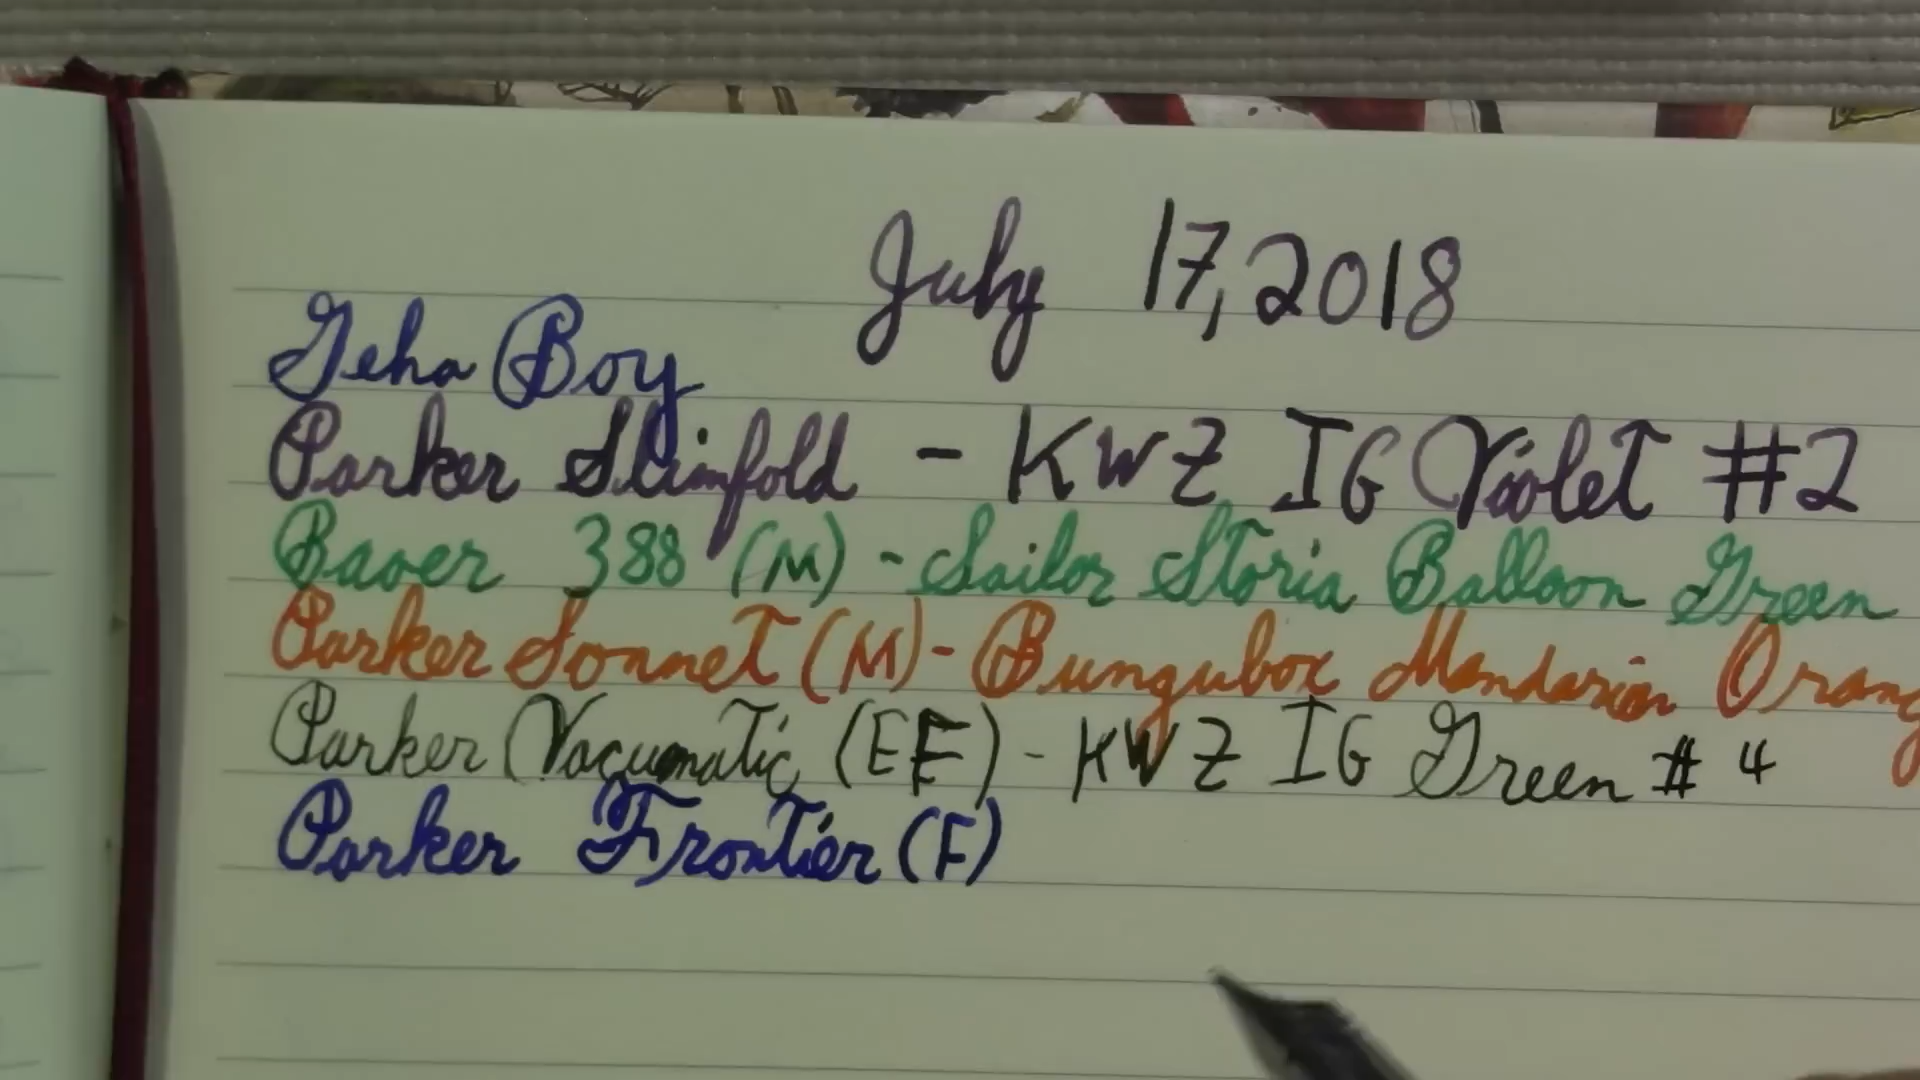 July 17, 2018
Geha Boy
Parker Slimfold - KWZ IG Violet #2
Baoer 388 (M) - Sailor Storia Balloon Green
Parker Sonnet (M) - Bungubox Mandarin Orang
Parker Vacumatic (EF) - KWZ IG Green #4
Parker Frontier (F)